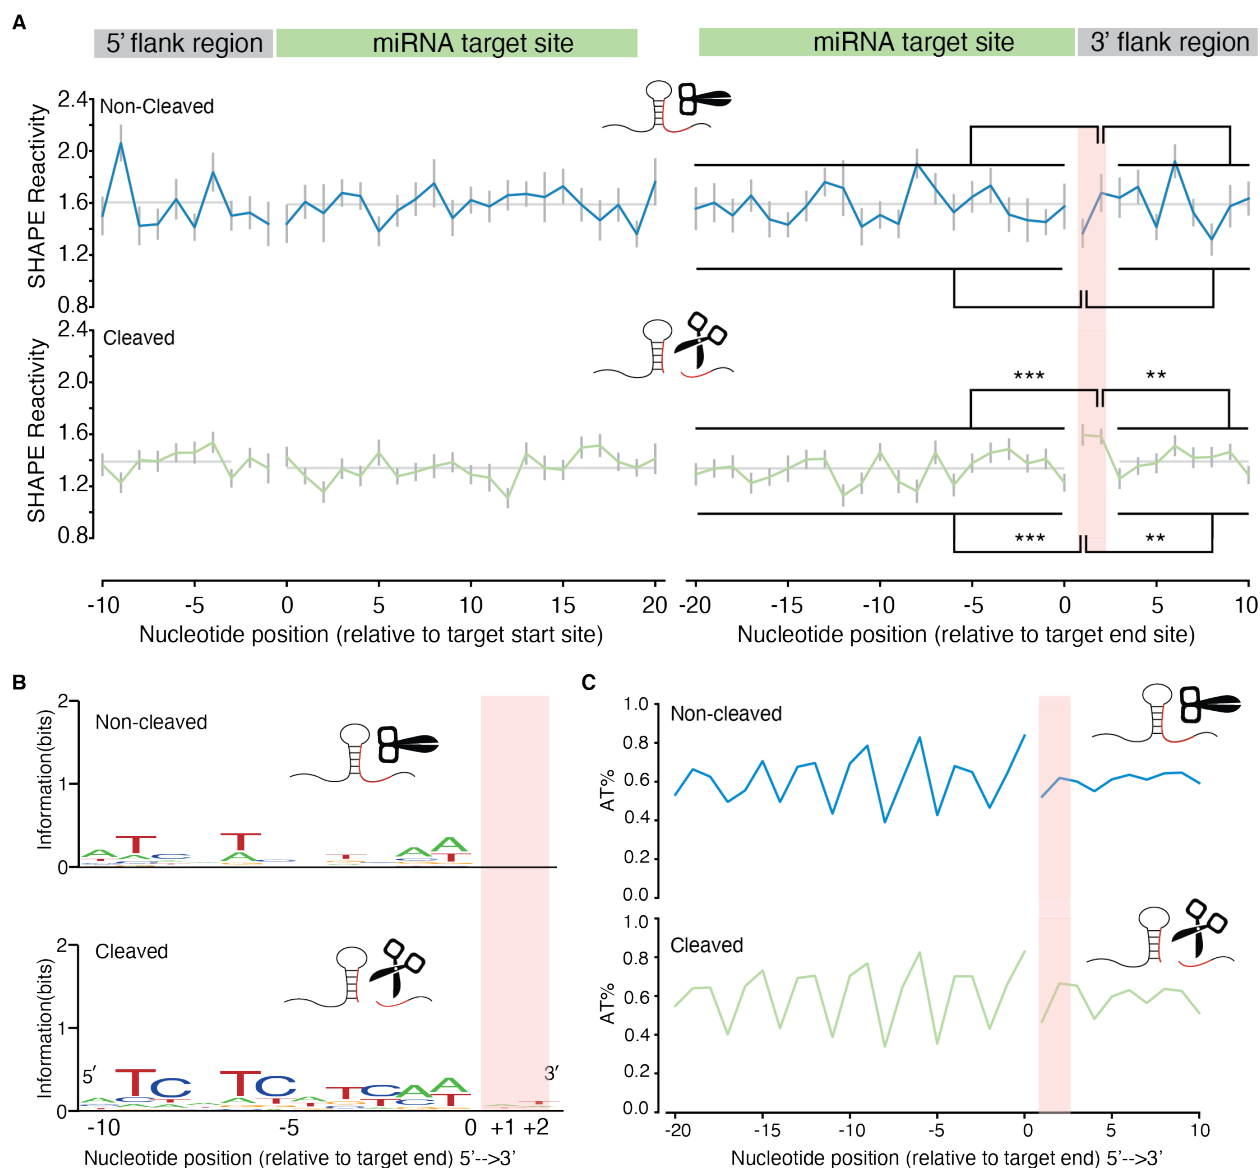 A
5' flank region miRNA target site miRNA target site 3' flank region
SHAPE Reactivity
2.4
2.0
1.6
1.2
0.8
Non-Cleaved
SHAPE Reactivity
2.4
2.0
1.6
1.2
0.8
Cleaved
*** **
*** **
-10 -5 0 5 10 15 20 -20 -15 -10 -5 0 5 10
Nucleotide position (relative to target start site) Nucleotide position (relative to target end site)
B
Information(bits)
2
1
0
Non-cleaved
Information(bits)
2
1
0
Cleaved
5' 3'
-10 -5 0 +1 +2
Nucleotide position (relative to target end) 5'-->3'
C
AT%
1.0
0.8
0.6
0.4
0.2
0.0
Non-cleaved
AT%
1.0
0.8
0.6
0.4
0.2
0.0
Cleaved
-20 -15 -10 -5 0 5 10
Nucleotide position (relative to target end) 5'-->3'